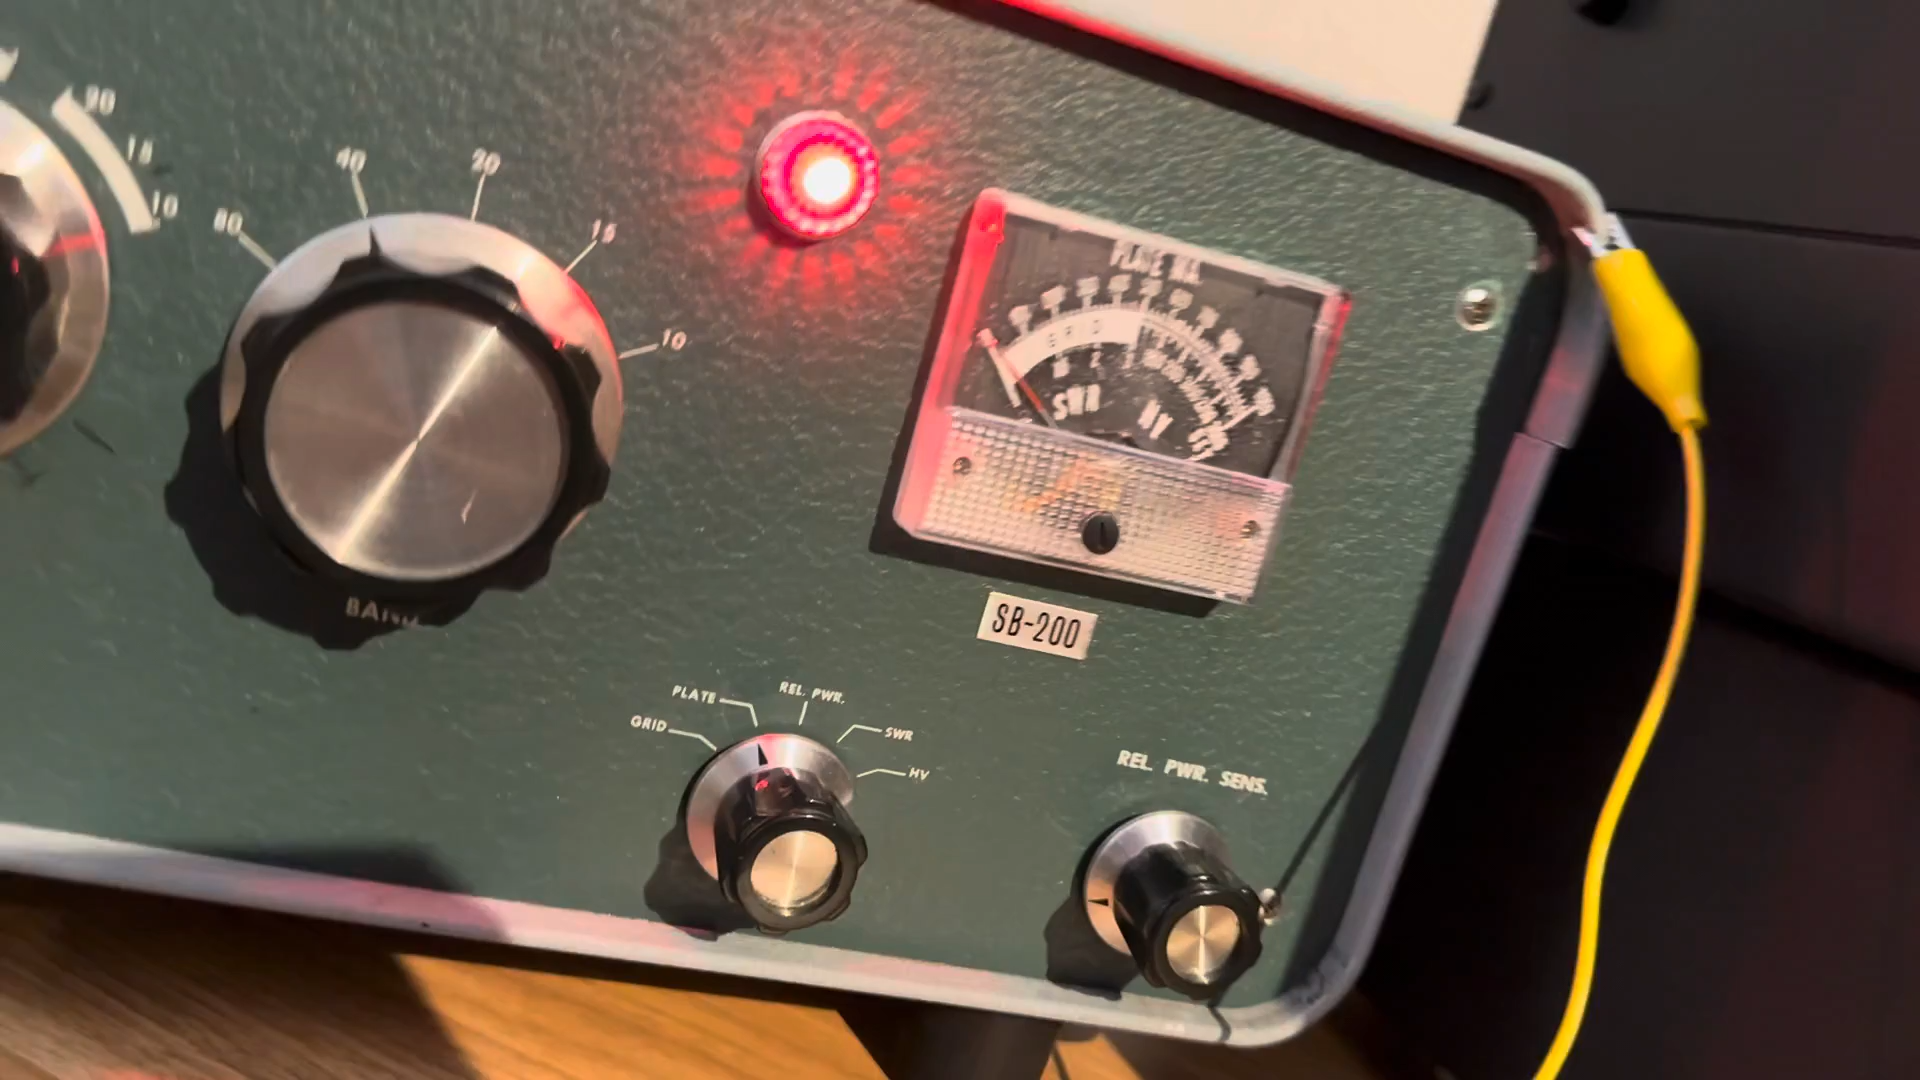 20
15
10
80
40
20
15
10
BAND
PLATE MA
GRID
SWR
HV
SB-200
GRID
PLATE
REL. PWR.
SWR
HV
REL. PWR. SENS.